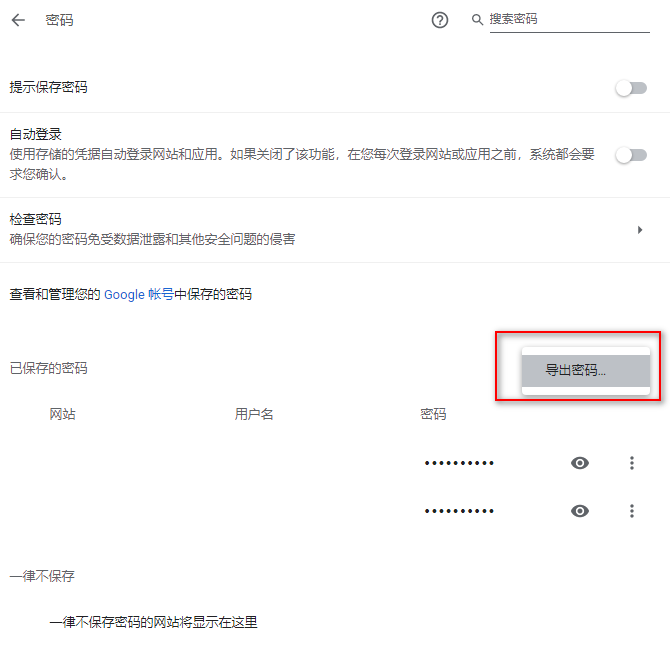 密码
搜索密码
提示保存密码
自动登录
使用存储的凭据自动登录网站和应用。如果关闭了该功能，在您每次登录网站或应用之前，系统都会要
求您确认。
检查密码
确保您的密码免受数据泄露和其他安全问题的侵害
查看和管理您的 Google 帐号中保存的密码
已保存的密码
导出密码...
网站 用户名 密码
••••••••••
••••••••••
一律不保存
一律不保存密码的网站将显示在这里